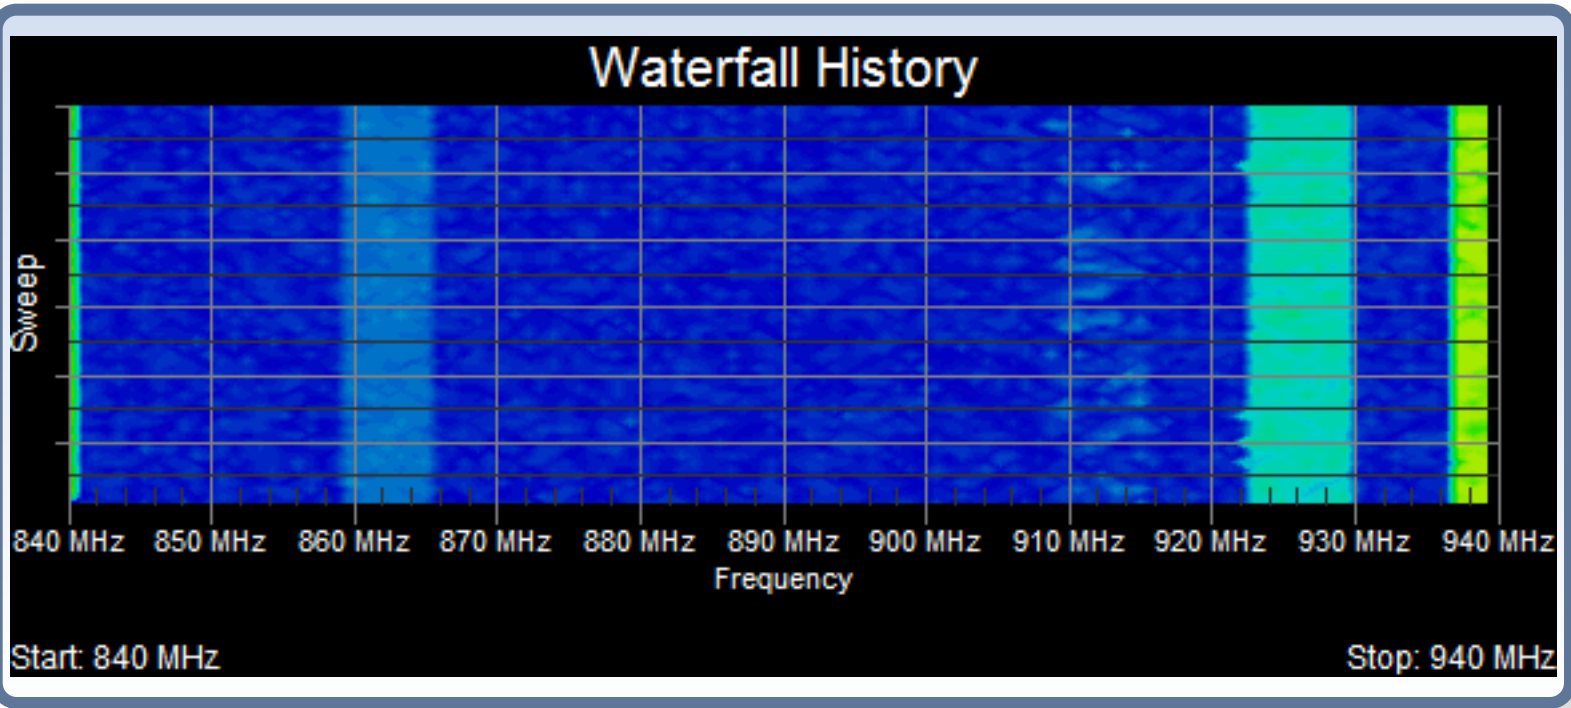 Waterfall History
Sweep
840 MHz 850 MHz 860 MHz 870 MHz 880 MHz 890 MHz 900 MHz 910 MHz 920 MHz 930 MHz 940 MHz
Frequency
Start: 840 MHz Stop: 940 MHz